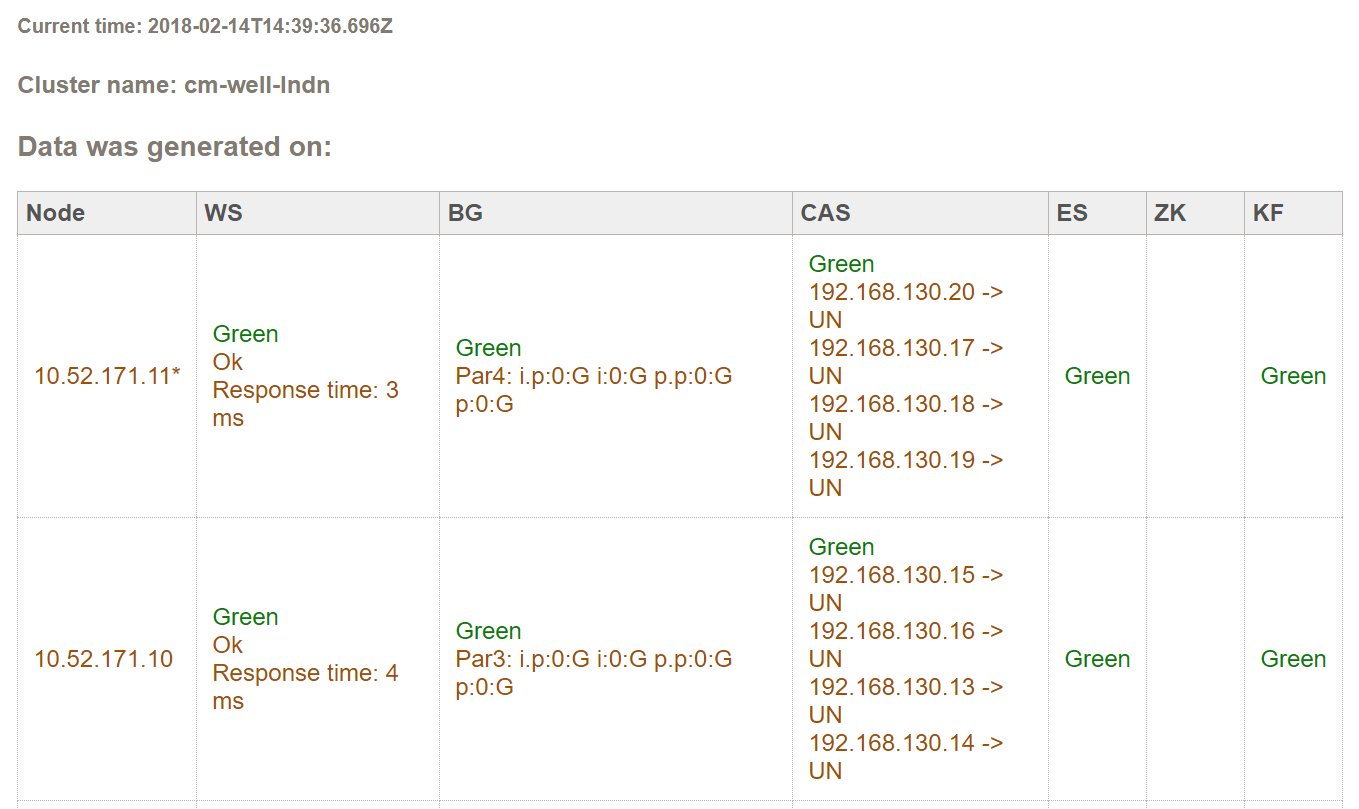 Current time: 2018-02-14T14:39:36.696Z
Cluster name: cm-well-lndn
Data was generated on:
Node WS BG CAS ES ZK KF
10.52.171.11*
Green
Ok
Response time: 3
ms
Green
Par4: i.p:0:G i:0:G p.p:0:G
p:0:G
Green
192.168.130.20 ->
UN
192.168.130.17 ->
UN
192.168.130.18 ->
UN
192.168.130.19 ->
UN
Green
Green
10.52.171.10
Green
Ok
Response time: 4
ms
Green
Par3: i.p:0:G i:0:G p.p:0:G
p:0:G
Green
192.168.130.15 ->
UN
192.168.130.16 ->
UN
192.168.130.13 ->
UN
192.168.130.14 ->
UN
Green
Green